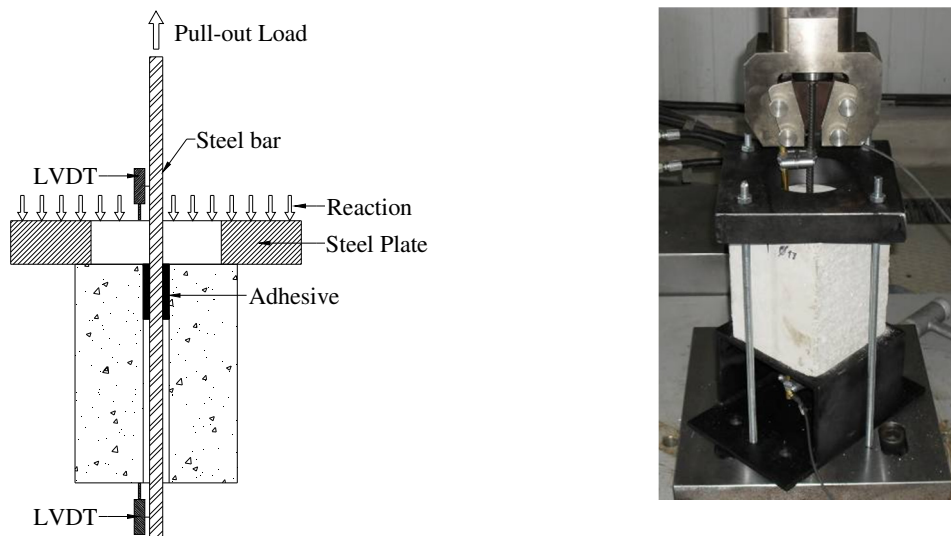 Pull-out Load
Steel bar
LVDT
Reaction
Steel Plate
Adhesive
LVDT